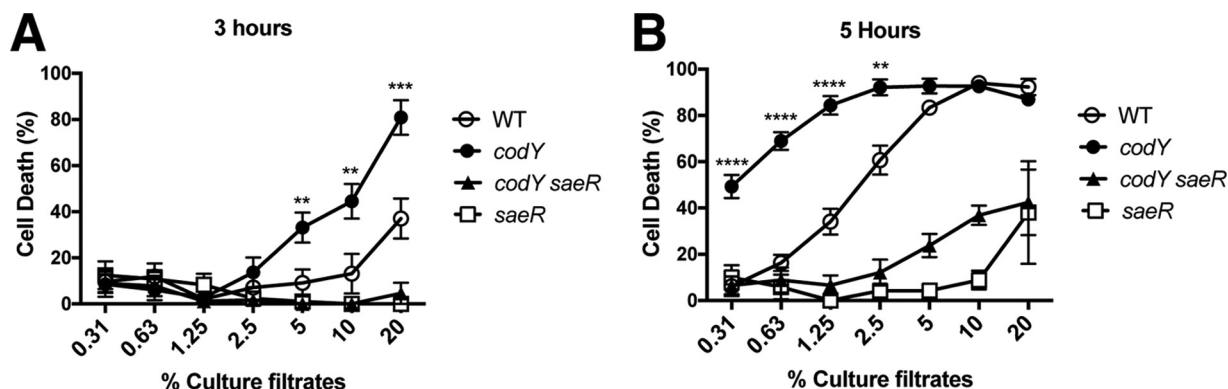 A
3 hours
Cell Death (%)
100
80
60
40
20
0
**
**
***
0.31
0.63
1.25
2.5
5
10
20
% Culture filtrates
WT
codY
codY saeR
saeR
B
5 Hours
Cell Death (%)
100
80
60
40
20
0
****
****
****
**
0.31
0.63
1.25
2.5
5
10
20
% Culture filtrates
WT
codY
codY saeR
saeR